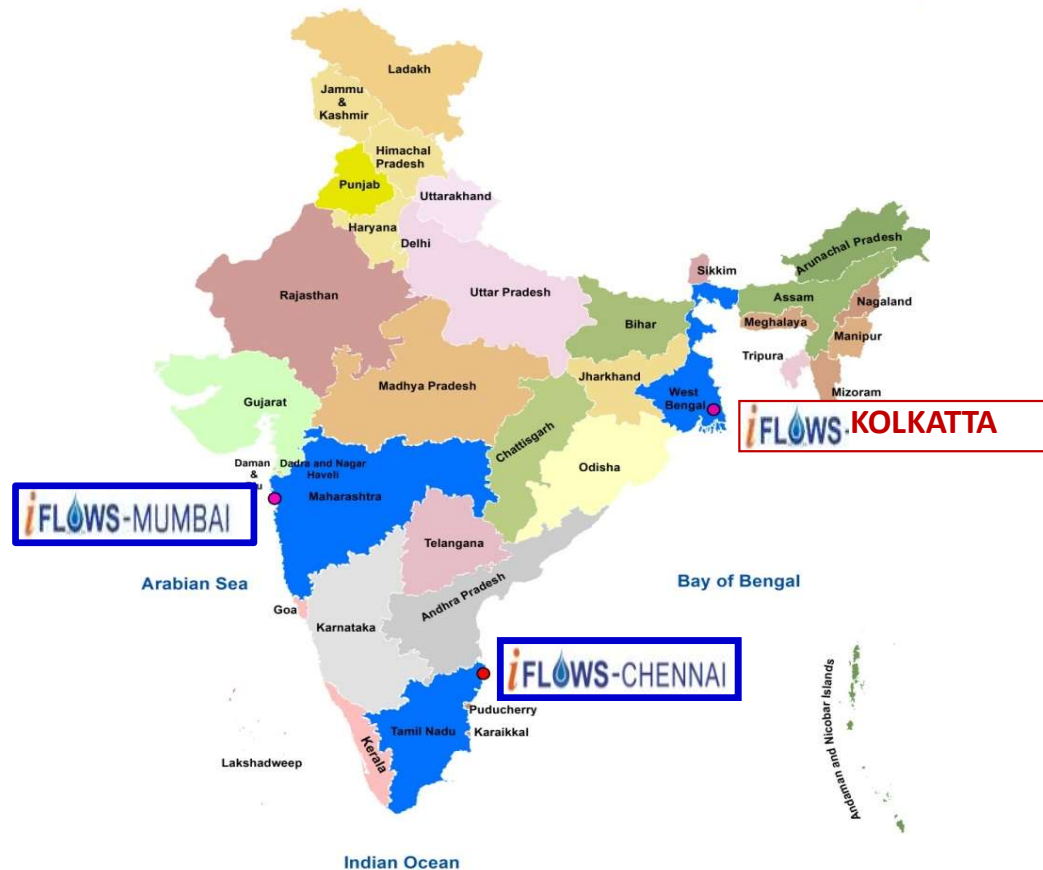 Ladakh
Jammu
&
Kashmir
Himachal
Pradesh
Punjab
Uttarakhand
Haryana
Delhi
Arunachal Pradesh
Sikkim
Rajasthan
Uttar Pradesh
Assam
Nagaland
Bihar
Meghalaya
Manipur
Tripura
Jharkhand
Madhya Pradesh
Mizoram
West
Bengal
Gujarat
iFLOWS-KOLKATTA
Chattisgarh
Odisha
Daman
&
Dadra and Nagar
Haveli
Maharashtra
iFLOWS-MUMBAI
Telangana
Arabian Sea
Bay of Bengal
Andhra Pradesh
Goa
Karnataka
iFLOWS-CHENNAI
Puducherry
Karaikkal
Tamil Nadu
Kerala
Lakshadweep
Andaman and Nicobar Islands
Indian Ocean